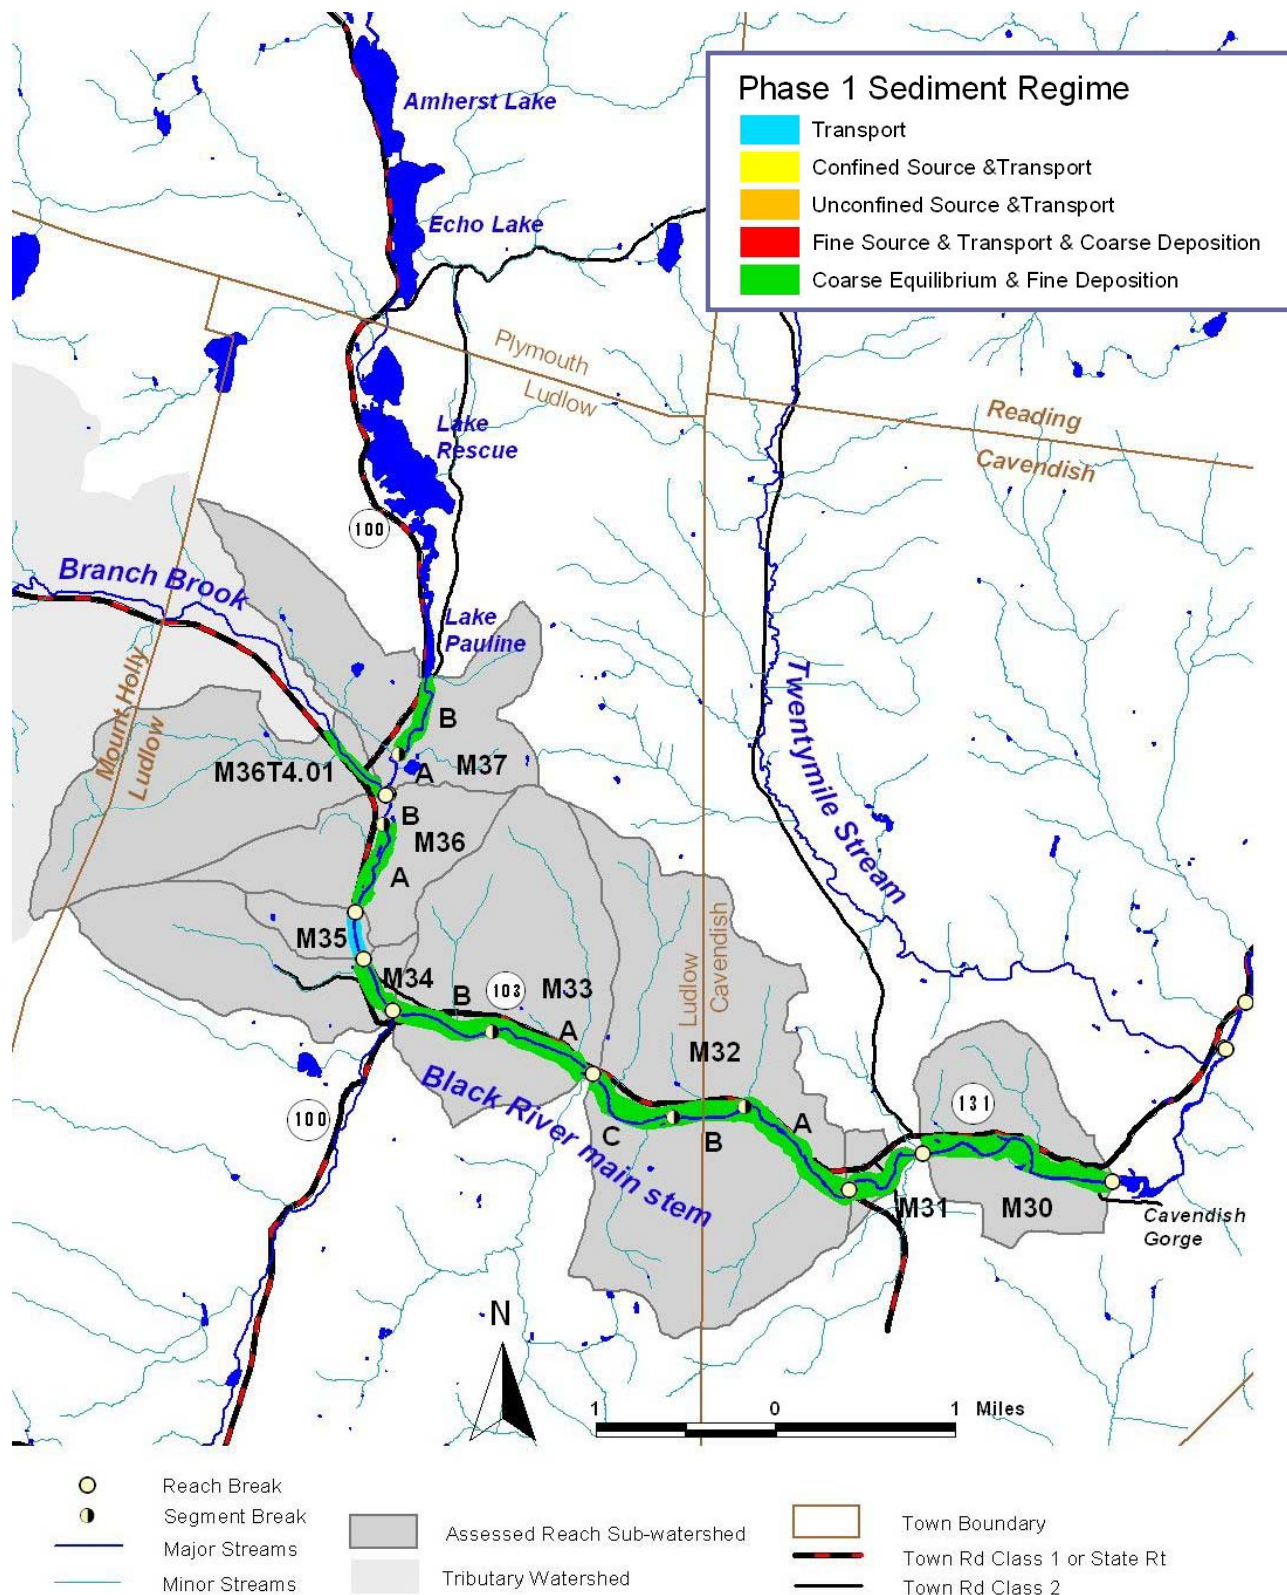 Phase 1 Sediment Regime
Transport
Confined Source &Transport
Unconfined Source &Transport
Fine Source & Transport & Coarse Deposition
Coarse Equilibrium & Fine Deposition
Amherst Lake
Echo Lake
Plymouth
Ludlow
Lake
Rescue
Reading
Cavendish
100
Branch Brook
Lake
Pauline
Mount Holly
Ludlow
Twentymile Stream
B
M37
A
M36T4.01
B
M36
A
M35
M34
B
103
M33
A
Ludlow
Cavendish
M32
Black River main stem
100
C
B
A
131
M31
M30
Cavendish
Gorge
N
1 0 1 Miles
Reach Break
Segment Break
Major Streams
Minor Streams
Assessed Reach Sub-watershed
Tributary Watershed
Town Boundary
Town Rd Class 1 or State Rt
Town Rd Class 2